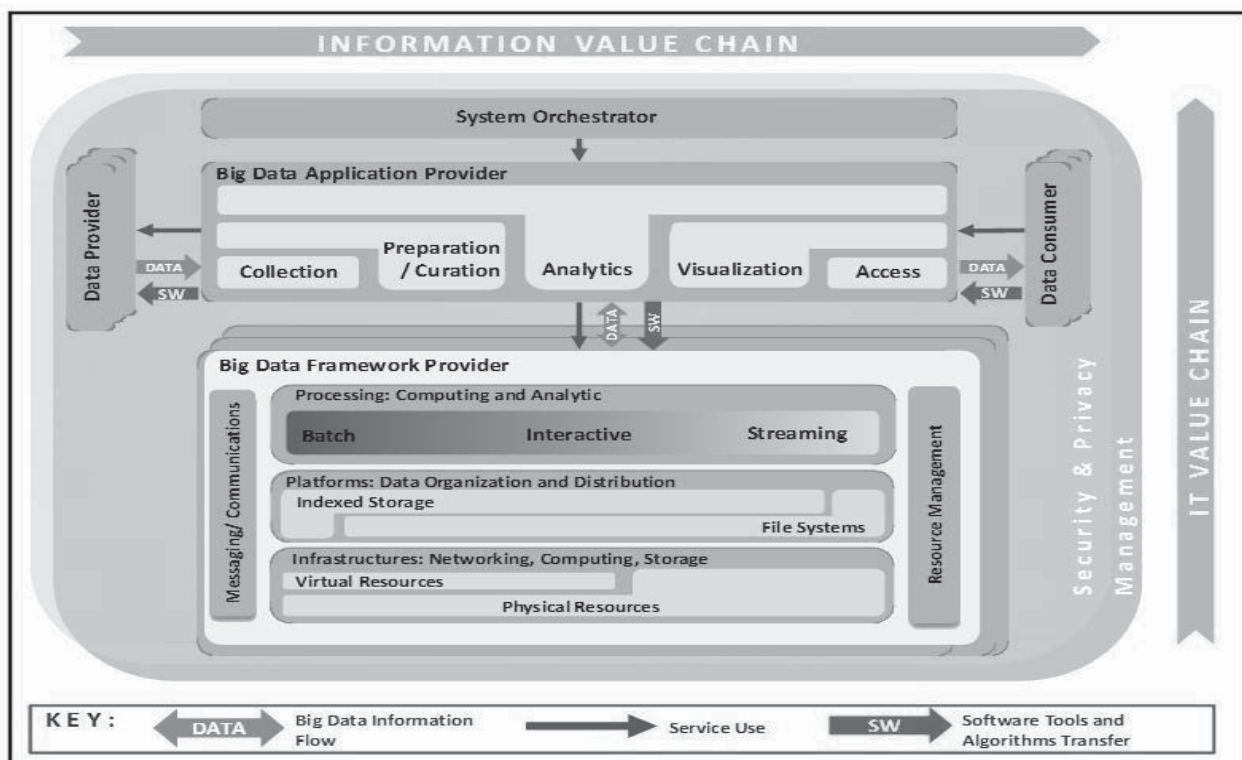 INFORMATION VALUE CHAIN
System Orchestrator
Big Data Application Provider
Collection
Preparation
/ Curation
Analytics
Visualization
Access
Data Provider
DATA
SW
Data Consumer
DATA
SW
DATA
SW
Big Data Framework Provider
Messaging/ Communications
Processing: Computing and Analytic
Batch
Interactive
Streaming
Platforms: Data Organization and Distribution
Indexed Storage
File Systems
Infrastructures: Networking, Computing, Storage
Virtual Resources
Physical Resources
Resource Management
Security & Privacy
Management
IT VALUE CHAIN
KEY:
DATA
Big Data Information
Flow
Service Use
SW
Software Tools and
Algorithms Transfer